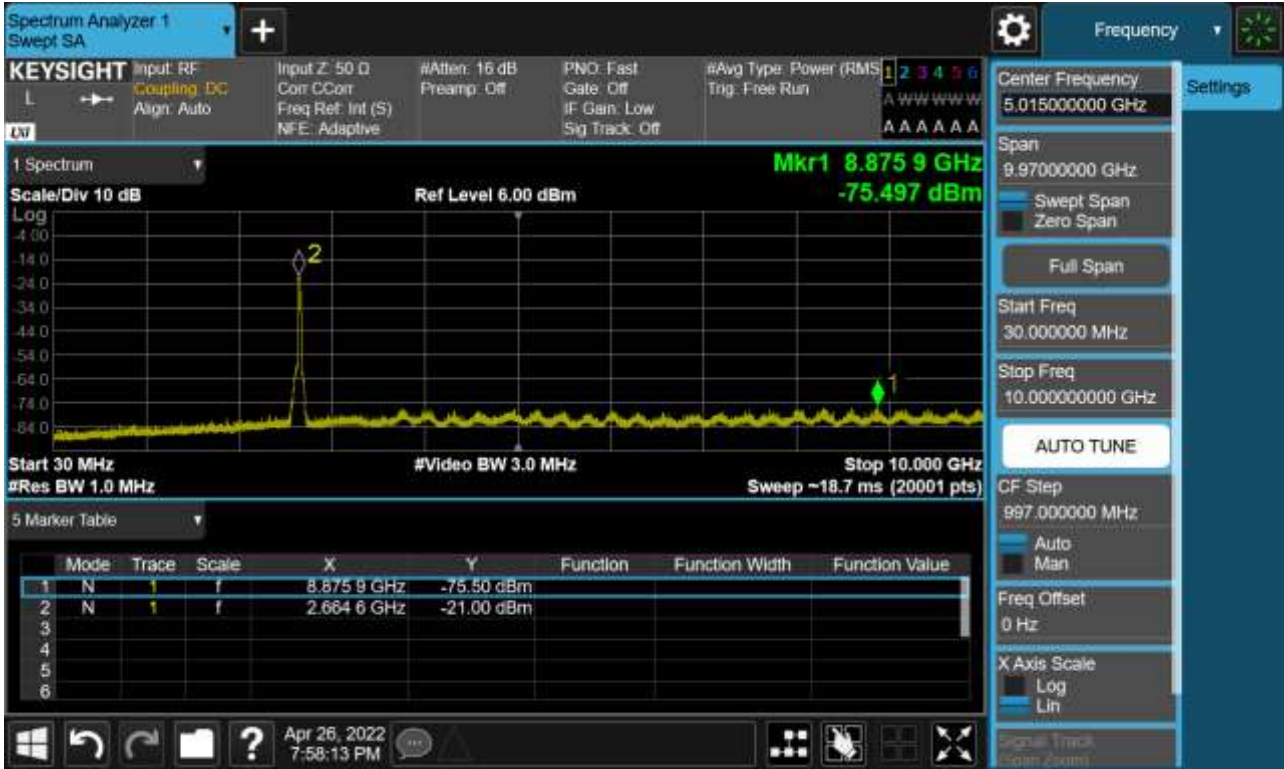 Spectrum Analyzer 1
Swept SA
+
Frequency
KEYSIGHT
L
LXI
Input: RF
Coupling: DC
Align: Auto
Input Z: 50 Ω
Corr CCorr
Freq Ref: Int (S)
NFE: Adaptive
#Atten: 16 dB
Preamp: Off
PNO: Fast
Gate: Off
IF Gain: Low
Sig Track: Off
#Avg Type: Power (RMS
Trig: Free Run
1 2 3 4 5 6
A W W W W W
A A A A A A
Center Frequency
5.015000000 GHz
Settings
Span
9.97000000 GHz
Swept Span
Zero Span
Full Span
Start Freq
30.000000 MHz
Stop Freq
10.000000000 GHz
AUTO TUNE
CF Step
997.000000 MHz
Auto
Man
Freq Offset
0 Hz
X Axis Scale
Log
Lin
Signal Track
(Span Zoom)
1 Spectrum
Mkr1 8.875 9 GHz
Scale/Div 10 dB
Ref Level 6.00 dBm
-75.497 dBm
Log
-4.00
-14.0
-24.0
-34.0
-44.0
-54.0
-64.0
-74.0
-84.0
2
1
Start 30 MHz
#Video BW 3.0 MHz
Stop 10.000 GHz
#Res BW 1.0 MHz
Sweep ~18.7 ms (20001 pts)
5 Marker Table
Mode Trace Scale X Y Function Function Width Function Value
1 N 1 f 8.875 9 GHz -75.50 dBm
2 N 1 f 2.664 6 GHz -21.00 dBm
3
4
5
6
?
Apr 26, 2022
7:58:13 PM